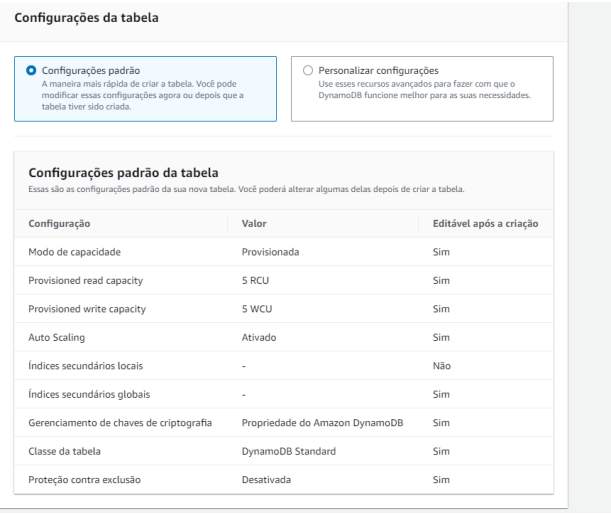 Configurações da tabela
Configurações padrão
A maneira mais rápida de criar a tabela. Você pode
modificar essas configurações agora ou depois que a
tabela tiver sido criada.
Personalizar configurações
Use esses recursos avançados para fazer com que o
DynamoDB funcione melhor para as suas necessidades.
Configurações padrão da tabela
Essas são as configurações padrão da sua nova tabela. Você poderá alterar algumas delas depois de criar a tabela.
Configuração Valor Editável após a criação
Modo de capacidade Provisionada Sim
Provisioned read capacity 5 RCU Sim
Provisioned write capacity 5 WCU Sim
Auto Scaling Ativado Sim
Índices secundários locais - Não
Índices secundários globais - Sim
Gerenciamento de chaves de criptografia Propriedade do Amazon DynamoDB Sim
Classe da tabela DynamoDB Standard Sim
Proteção contra exclusão Desativada Sim